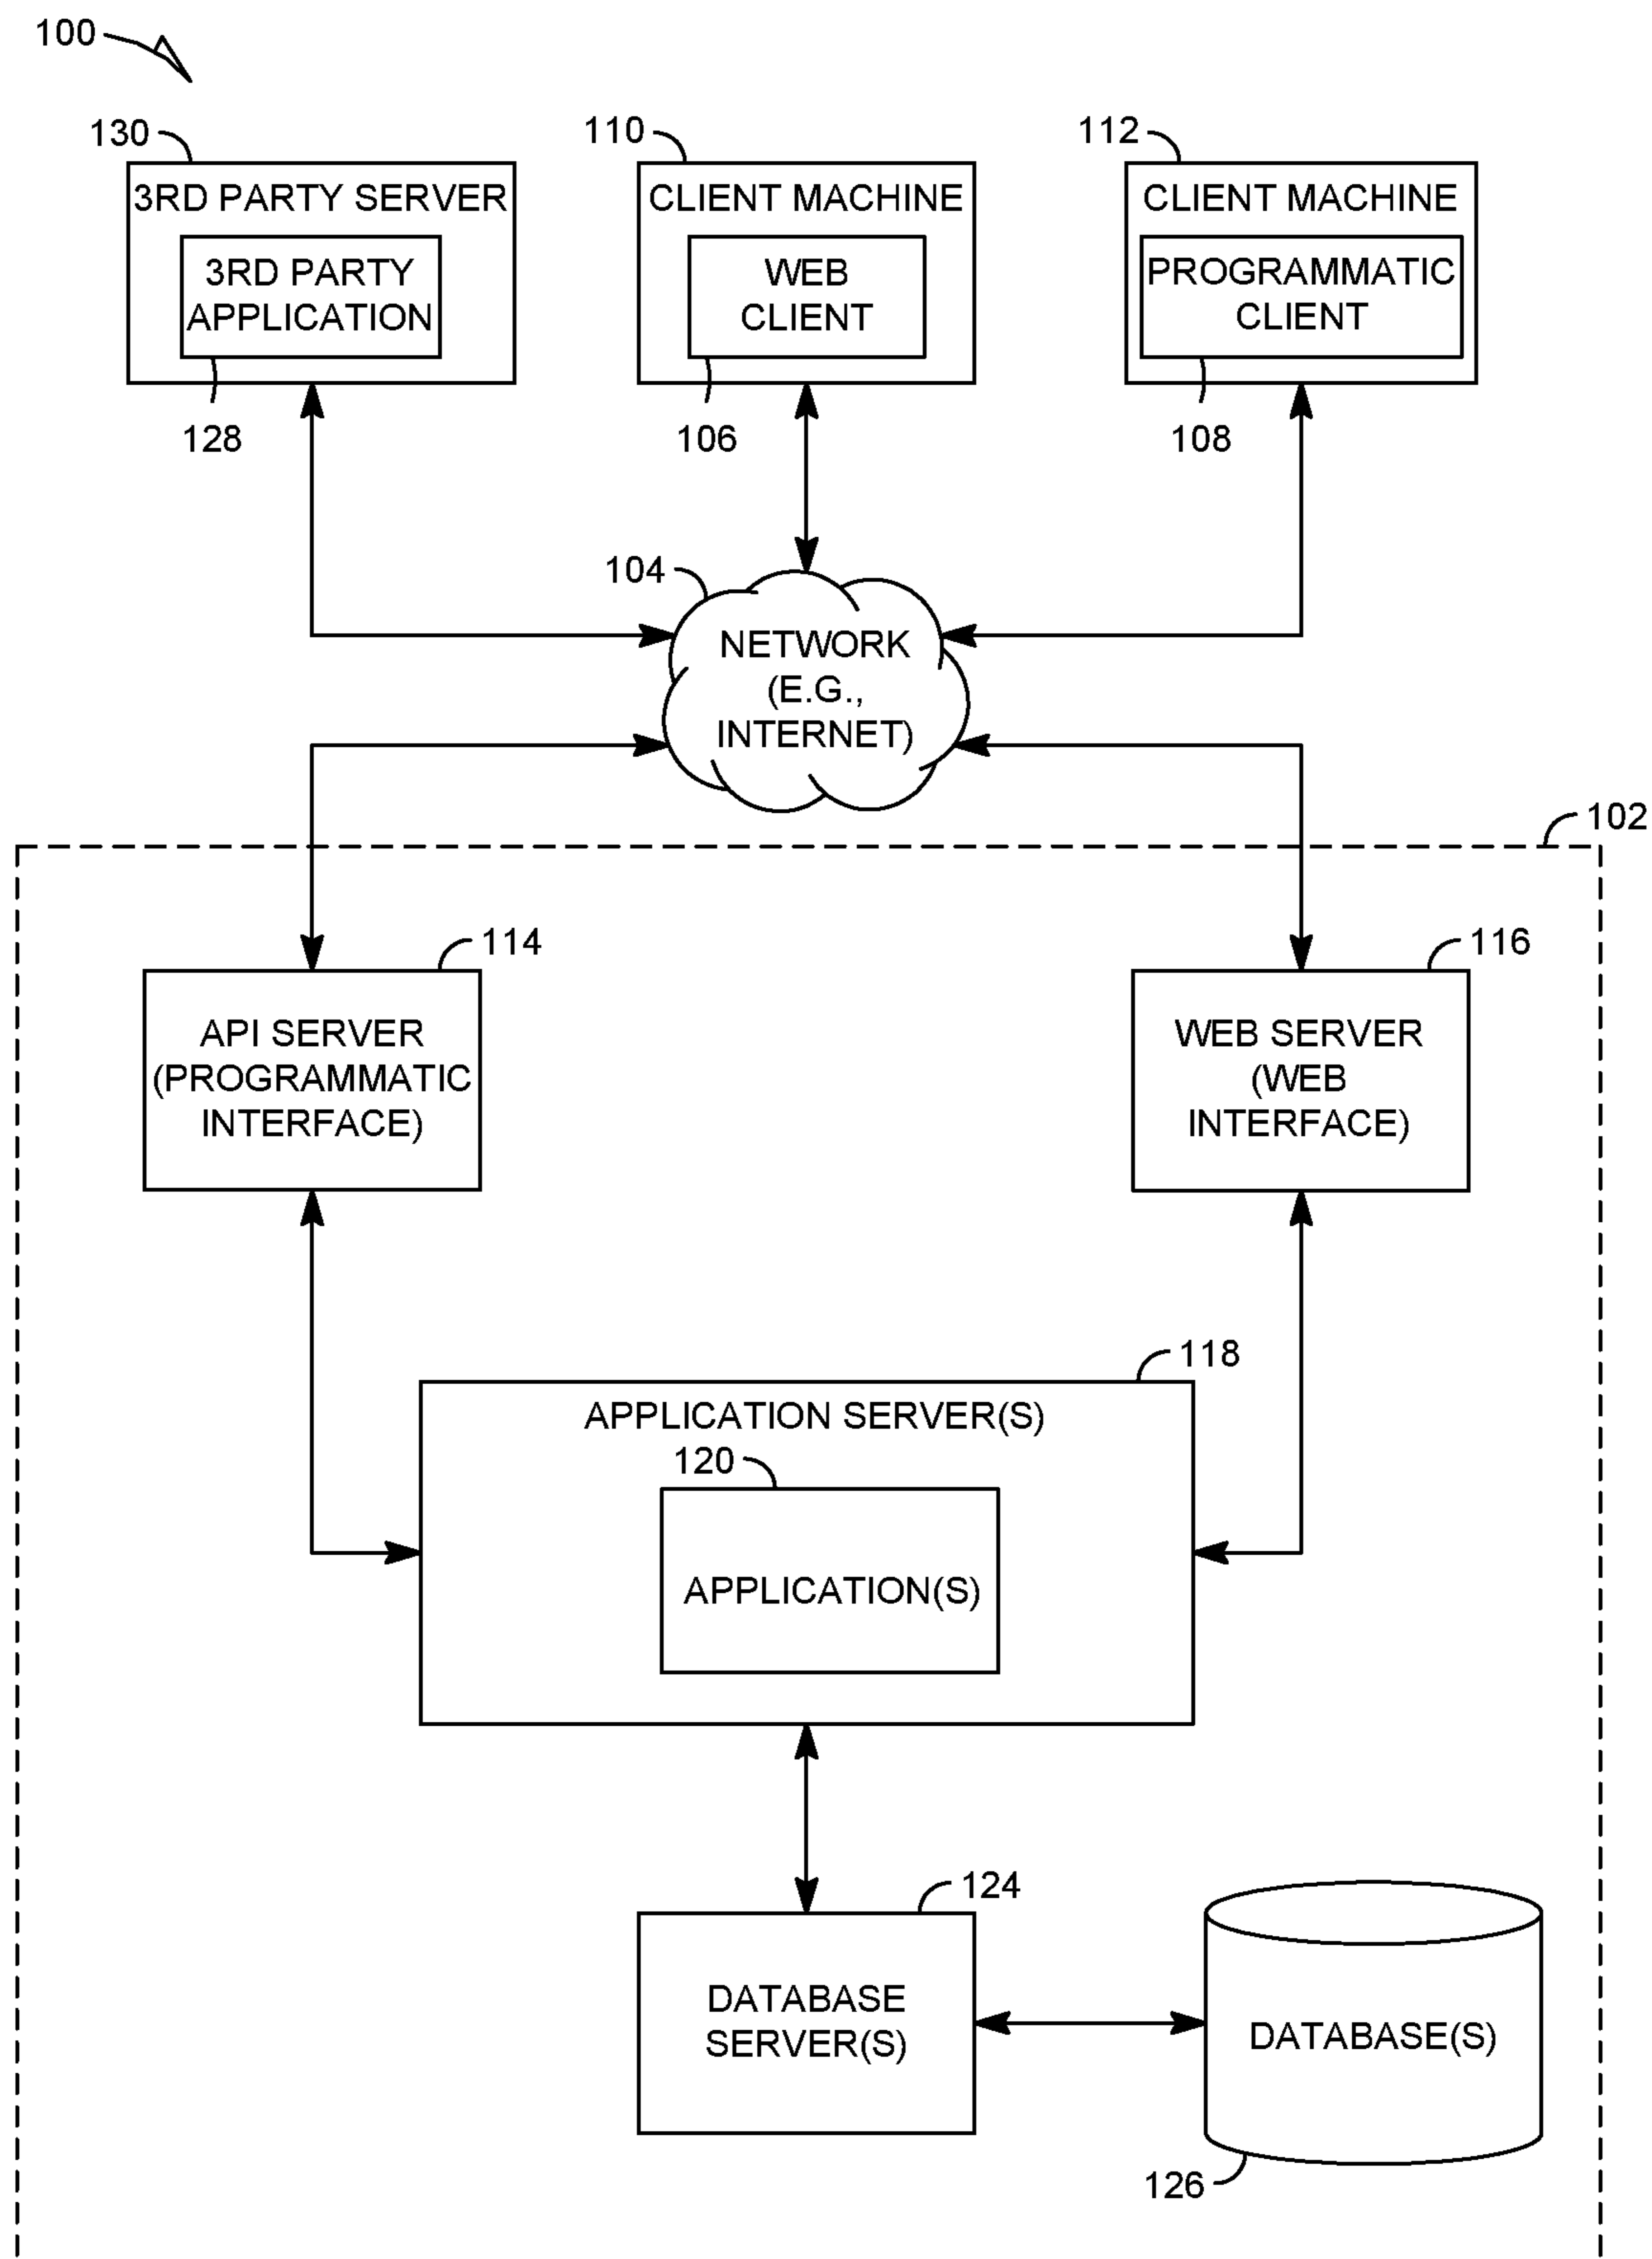 100
130
110
112
3RD PARTY SERVER
CLIENT MACHINE
CLIENT MACHINE
3RD PARTY
APPLICATION
WEB
CLIENT
PROGRAMMATIC
CLIENT
128
106
108
104
NETWORK
(E.G.,
INTERNET)
102
114
116
API SERVER
(PROGRAMMATIC
INTERFACE)
WEB SERVER
(WEB
INTERFACE)
118
APPLICATION SERVER(S)
120
APPLICATION(S)
124
DATABASE
SERVER(S)
DATABASE(S)
126